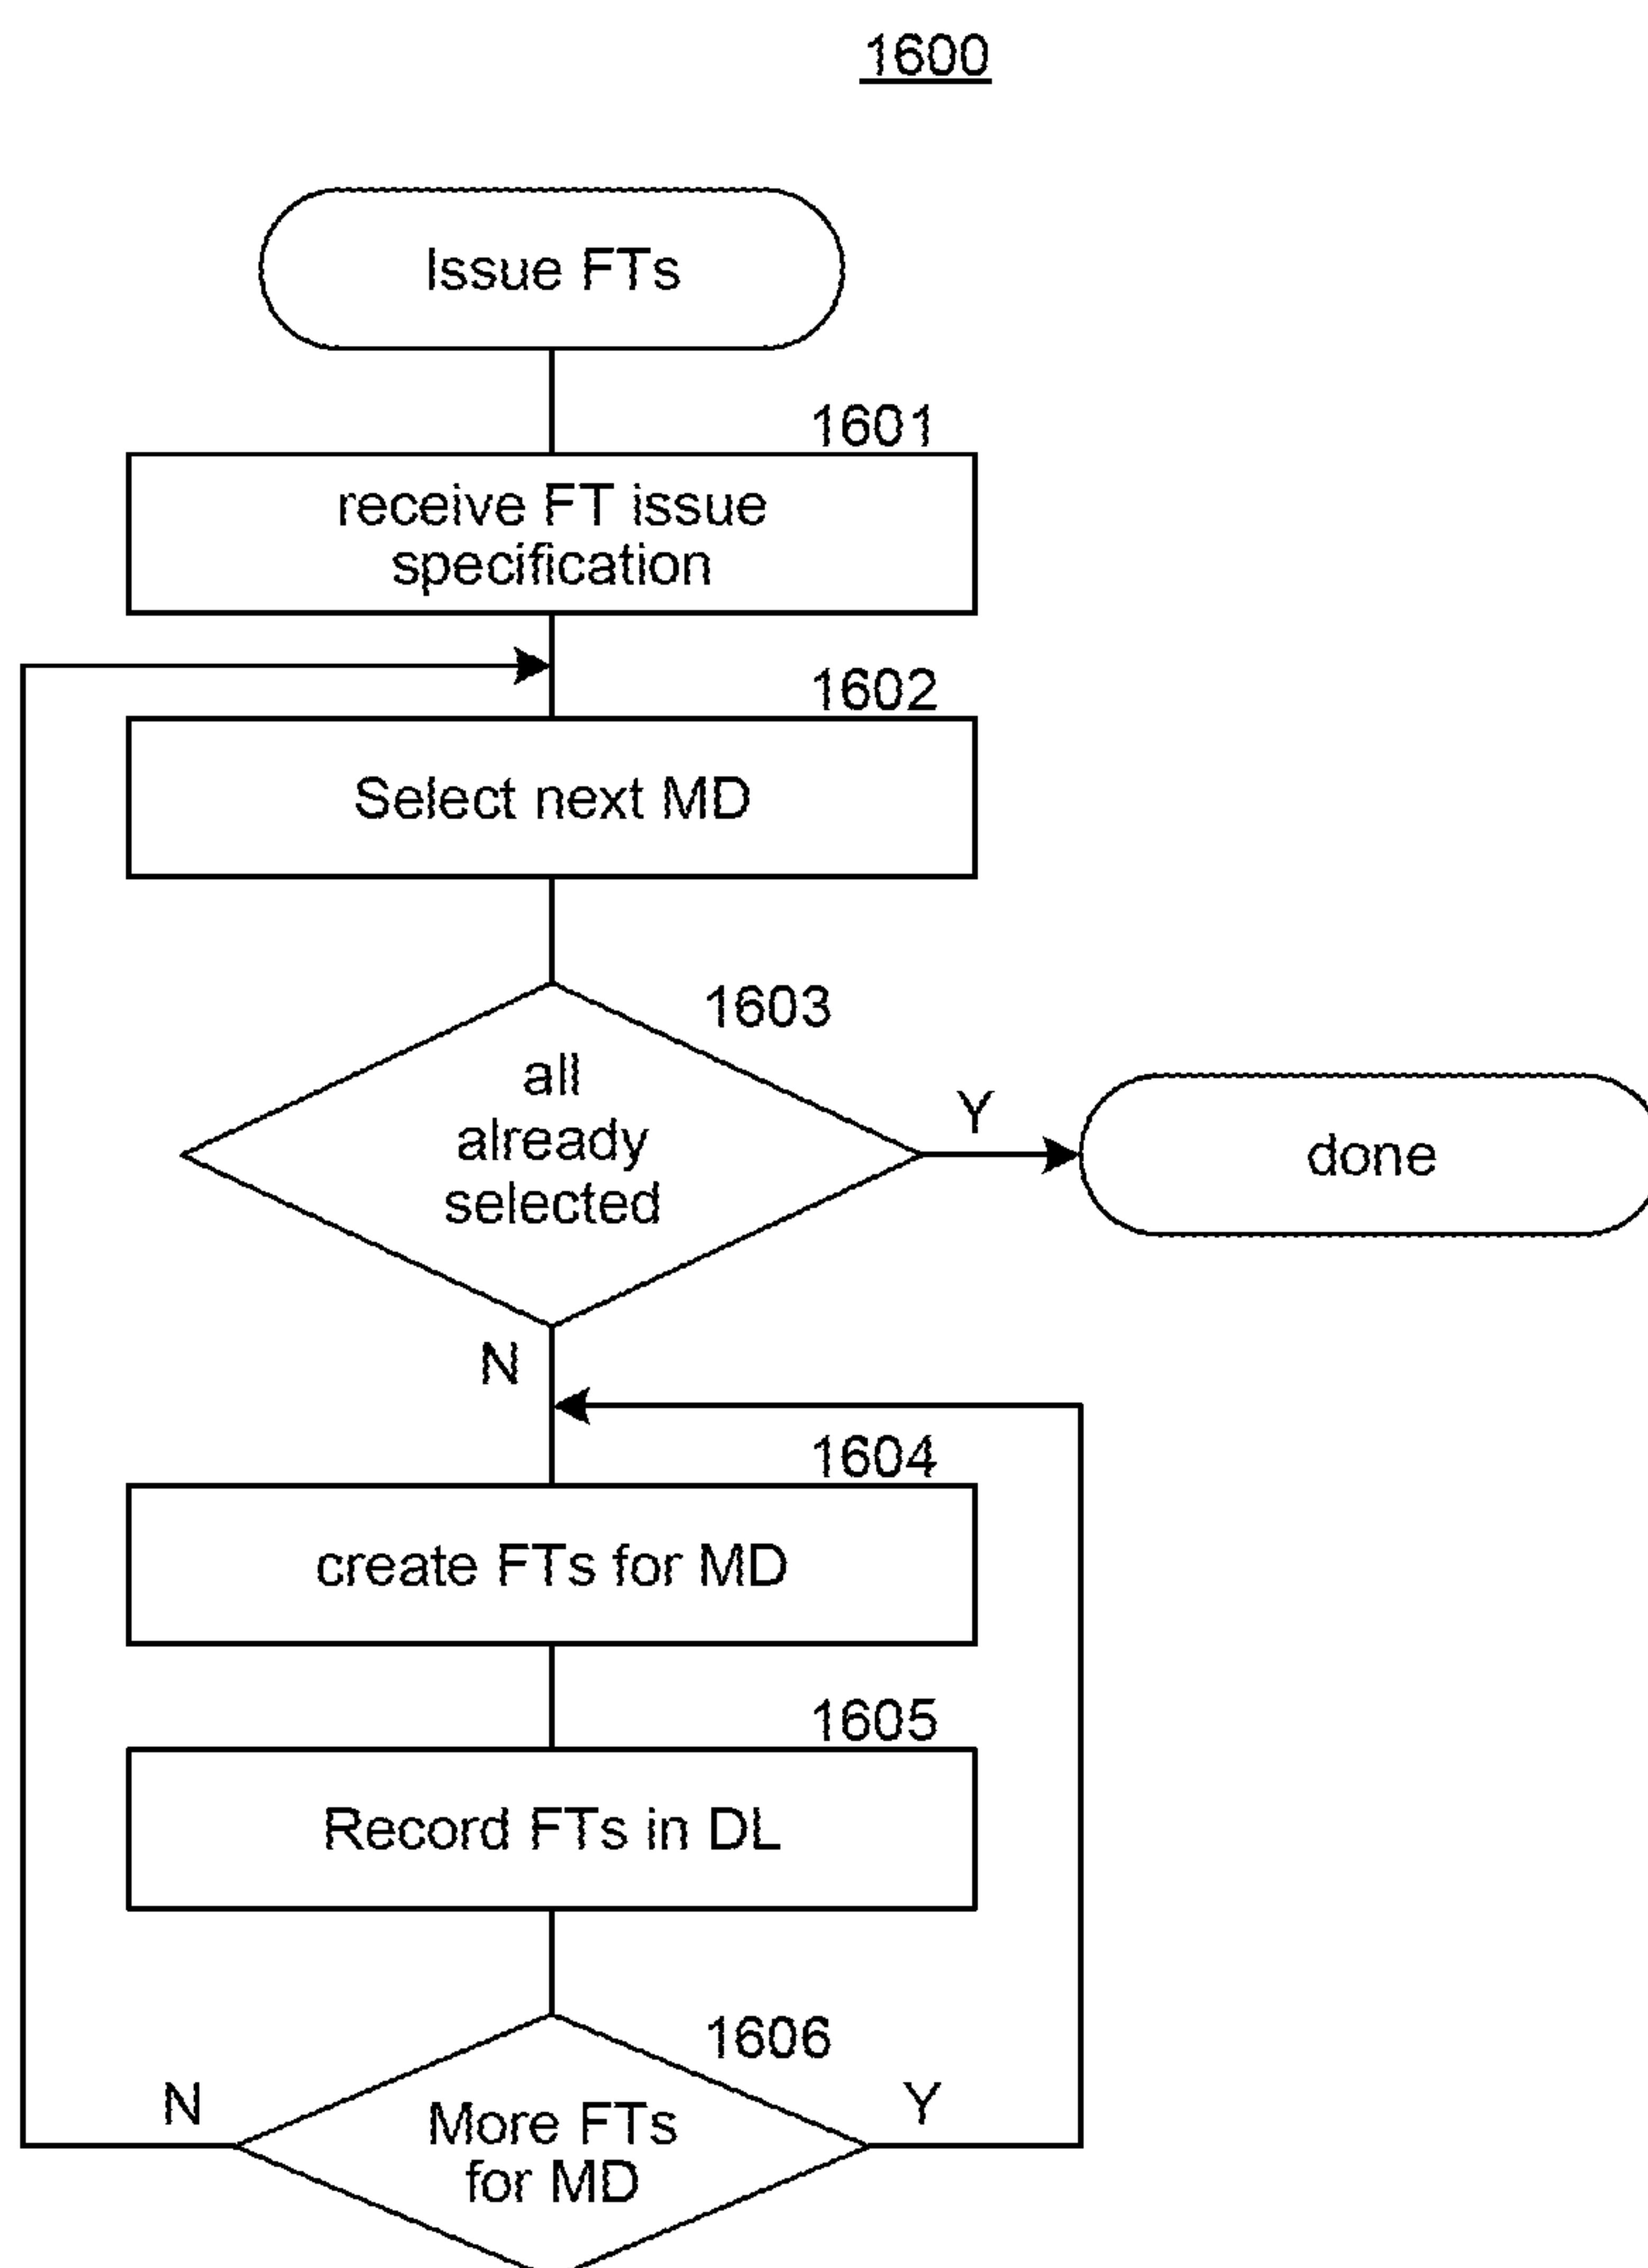 1600
Issue FTs
1601
receive FT issue
specification
1602
Select next MD
1603
all
already
selected
Y
done
N
1604
create FTs for MD
1605
Record FTs in DL
1606
N
More FTs
for MD
Y